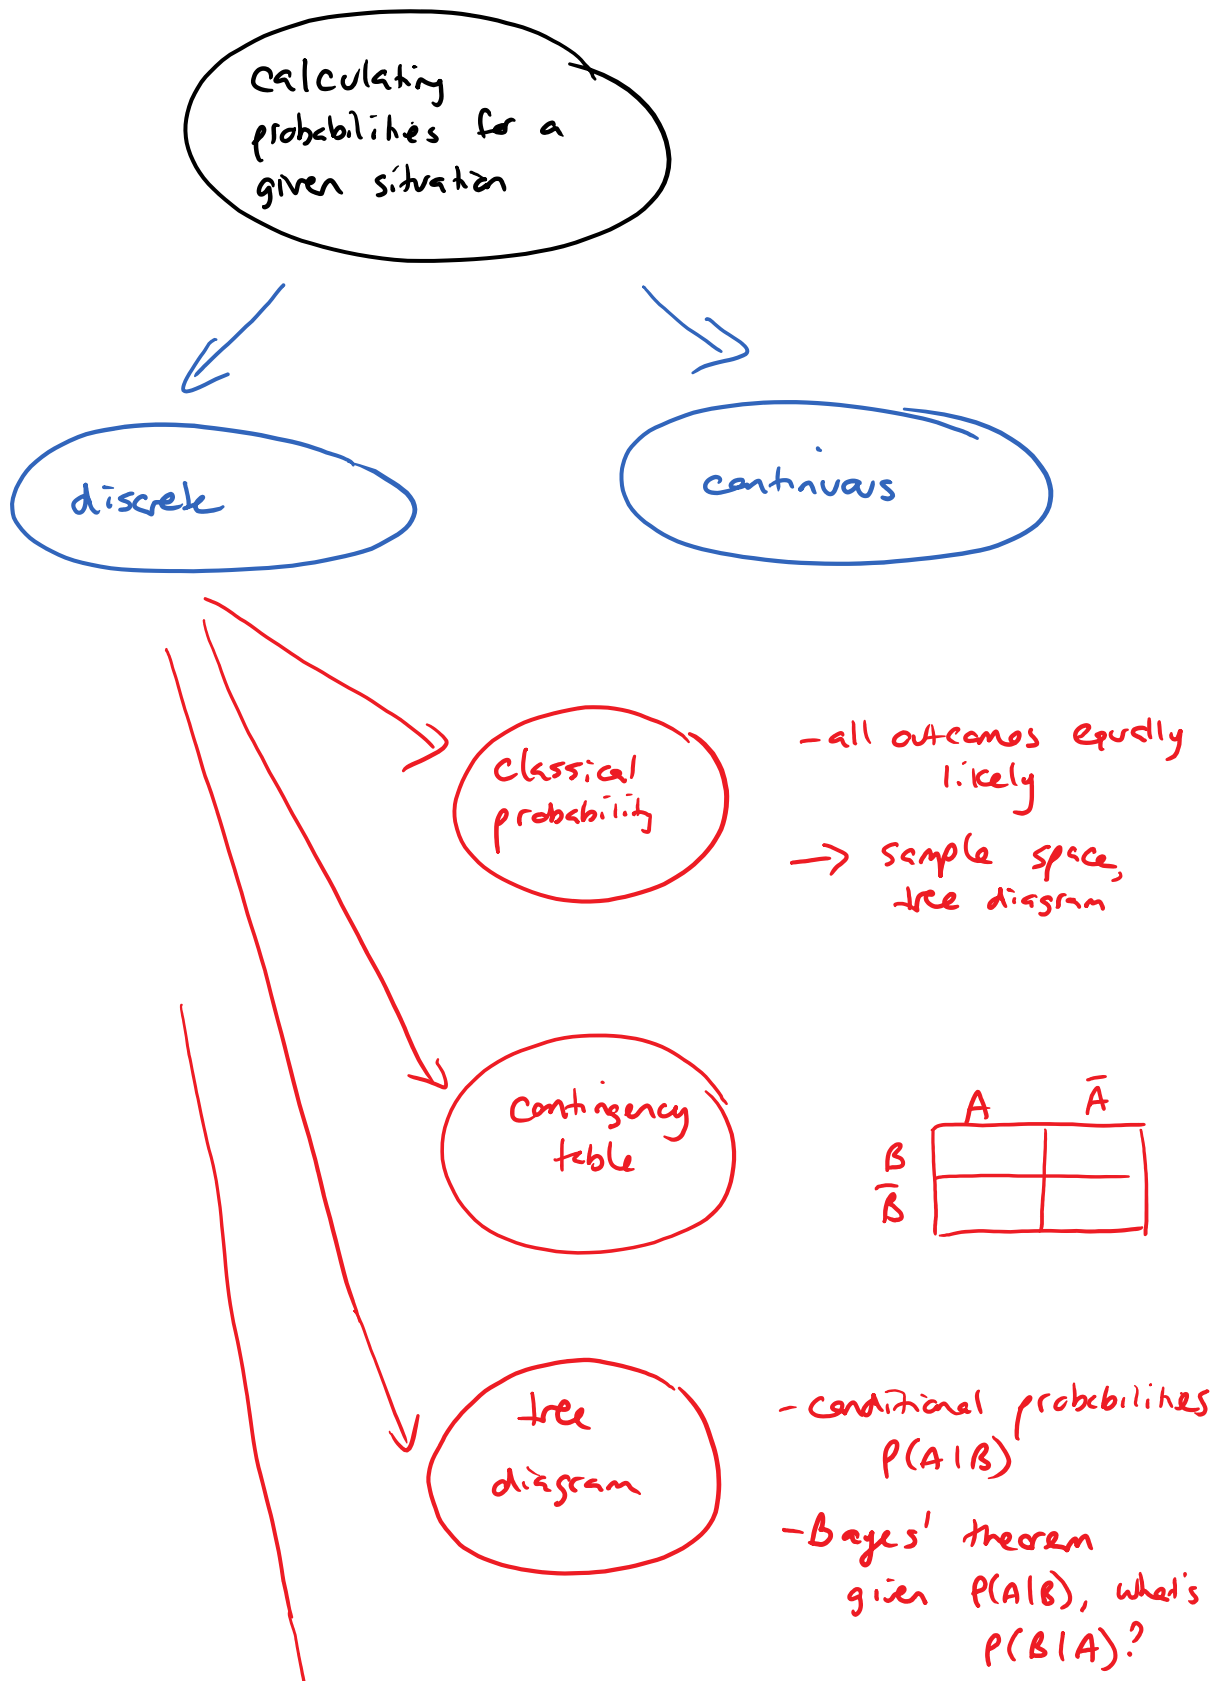 calculating
probabilities for a
given situation
discrete
continuous
classical
probability
- all outcomes equally
likely
→ sample space,
tree diagram
contingency
table
A Ā
B
B̄
tree
diagram
- conditional probabilities
P(A|B)
- Bayes' theorem
given P(A|B), what's
P(B|A)?